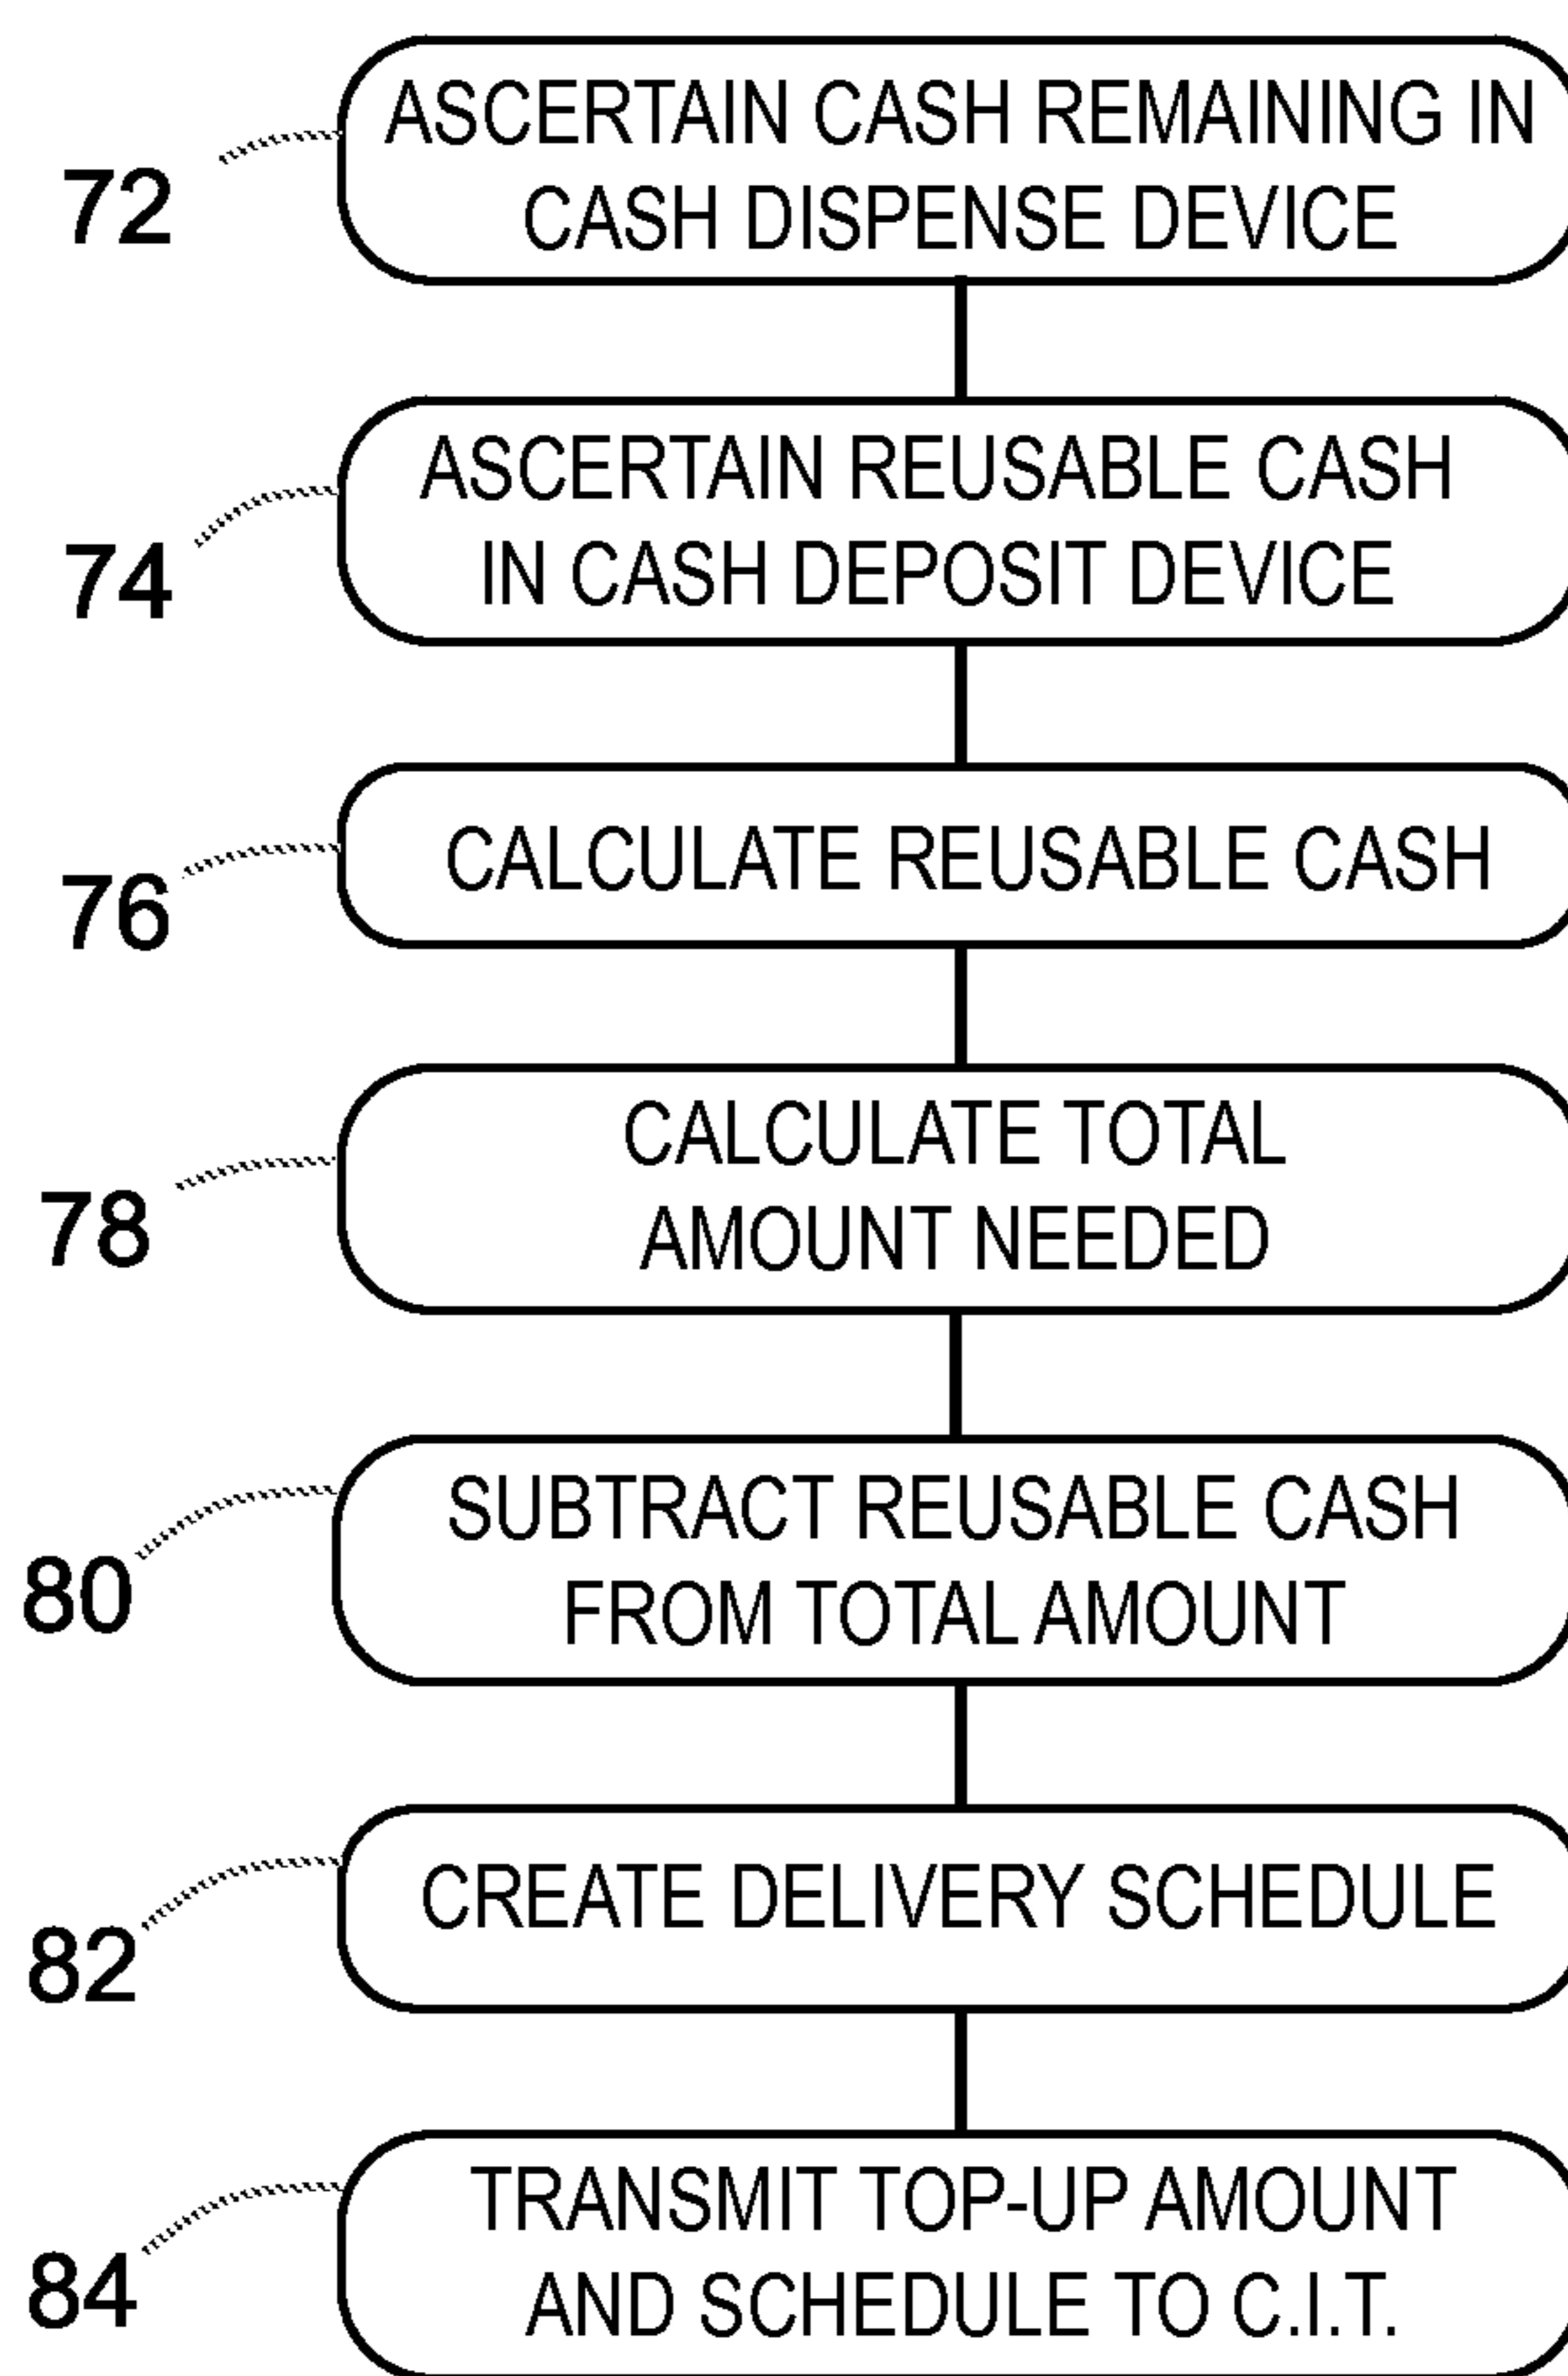 72
ASCERTAIN CASH REMAINING IN
CASH DISPENSE DEVICE
74
ASCERTAIN REUSABLE CASH
IN CASH DEPOSIT DEVICE
76
CALCULATE REUSABLE CASH
78
CALCULATE TOTAL
AMOUNT NEEDED
80
SUBTRACT REUSABLE CASH
FROM TOTAL AMOUNT
82
CREATE DELIVERY SCHEDULE
84
TRANSMIT TOP-UP AMOUNT
AND SCHEDULE TO C.I.T.